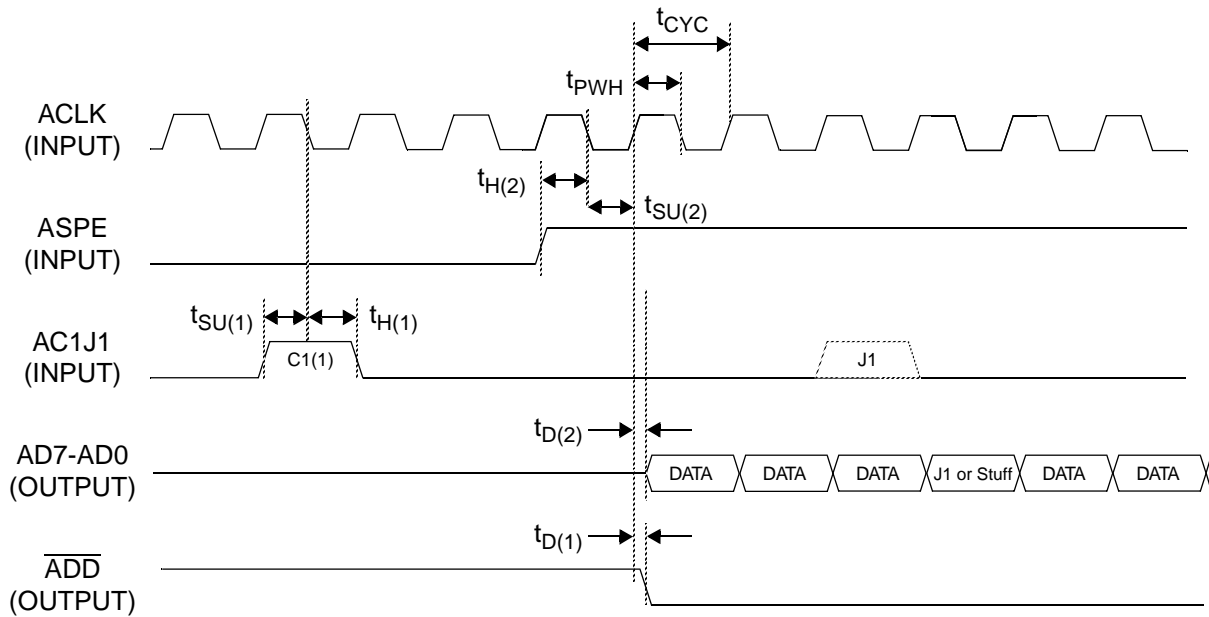 tCYC
tPWH
ACLK
(INPUT)
tH(2)
tSU(2)
ASPE
(INPUT)
tSU(1)
tH(1)
AC1J1
(INPUT)
C1(1)
J1
tD(2)
AD7-AD0
(OUTPUT)
DATA DATA DATA J1 or Stuff DATA DATA
tD(1)
ADD
(OUTPUT)